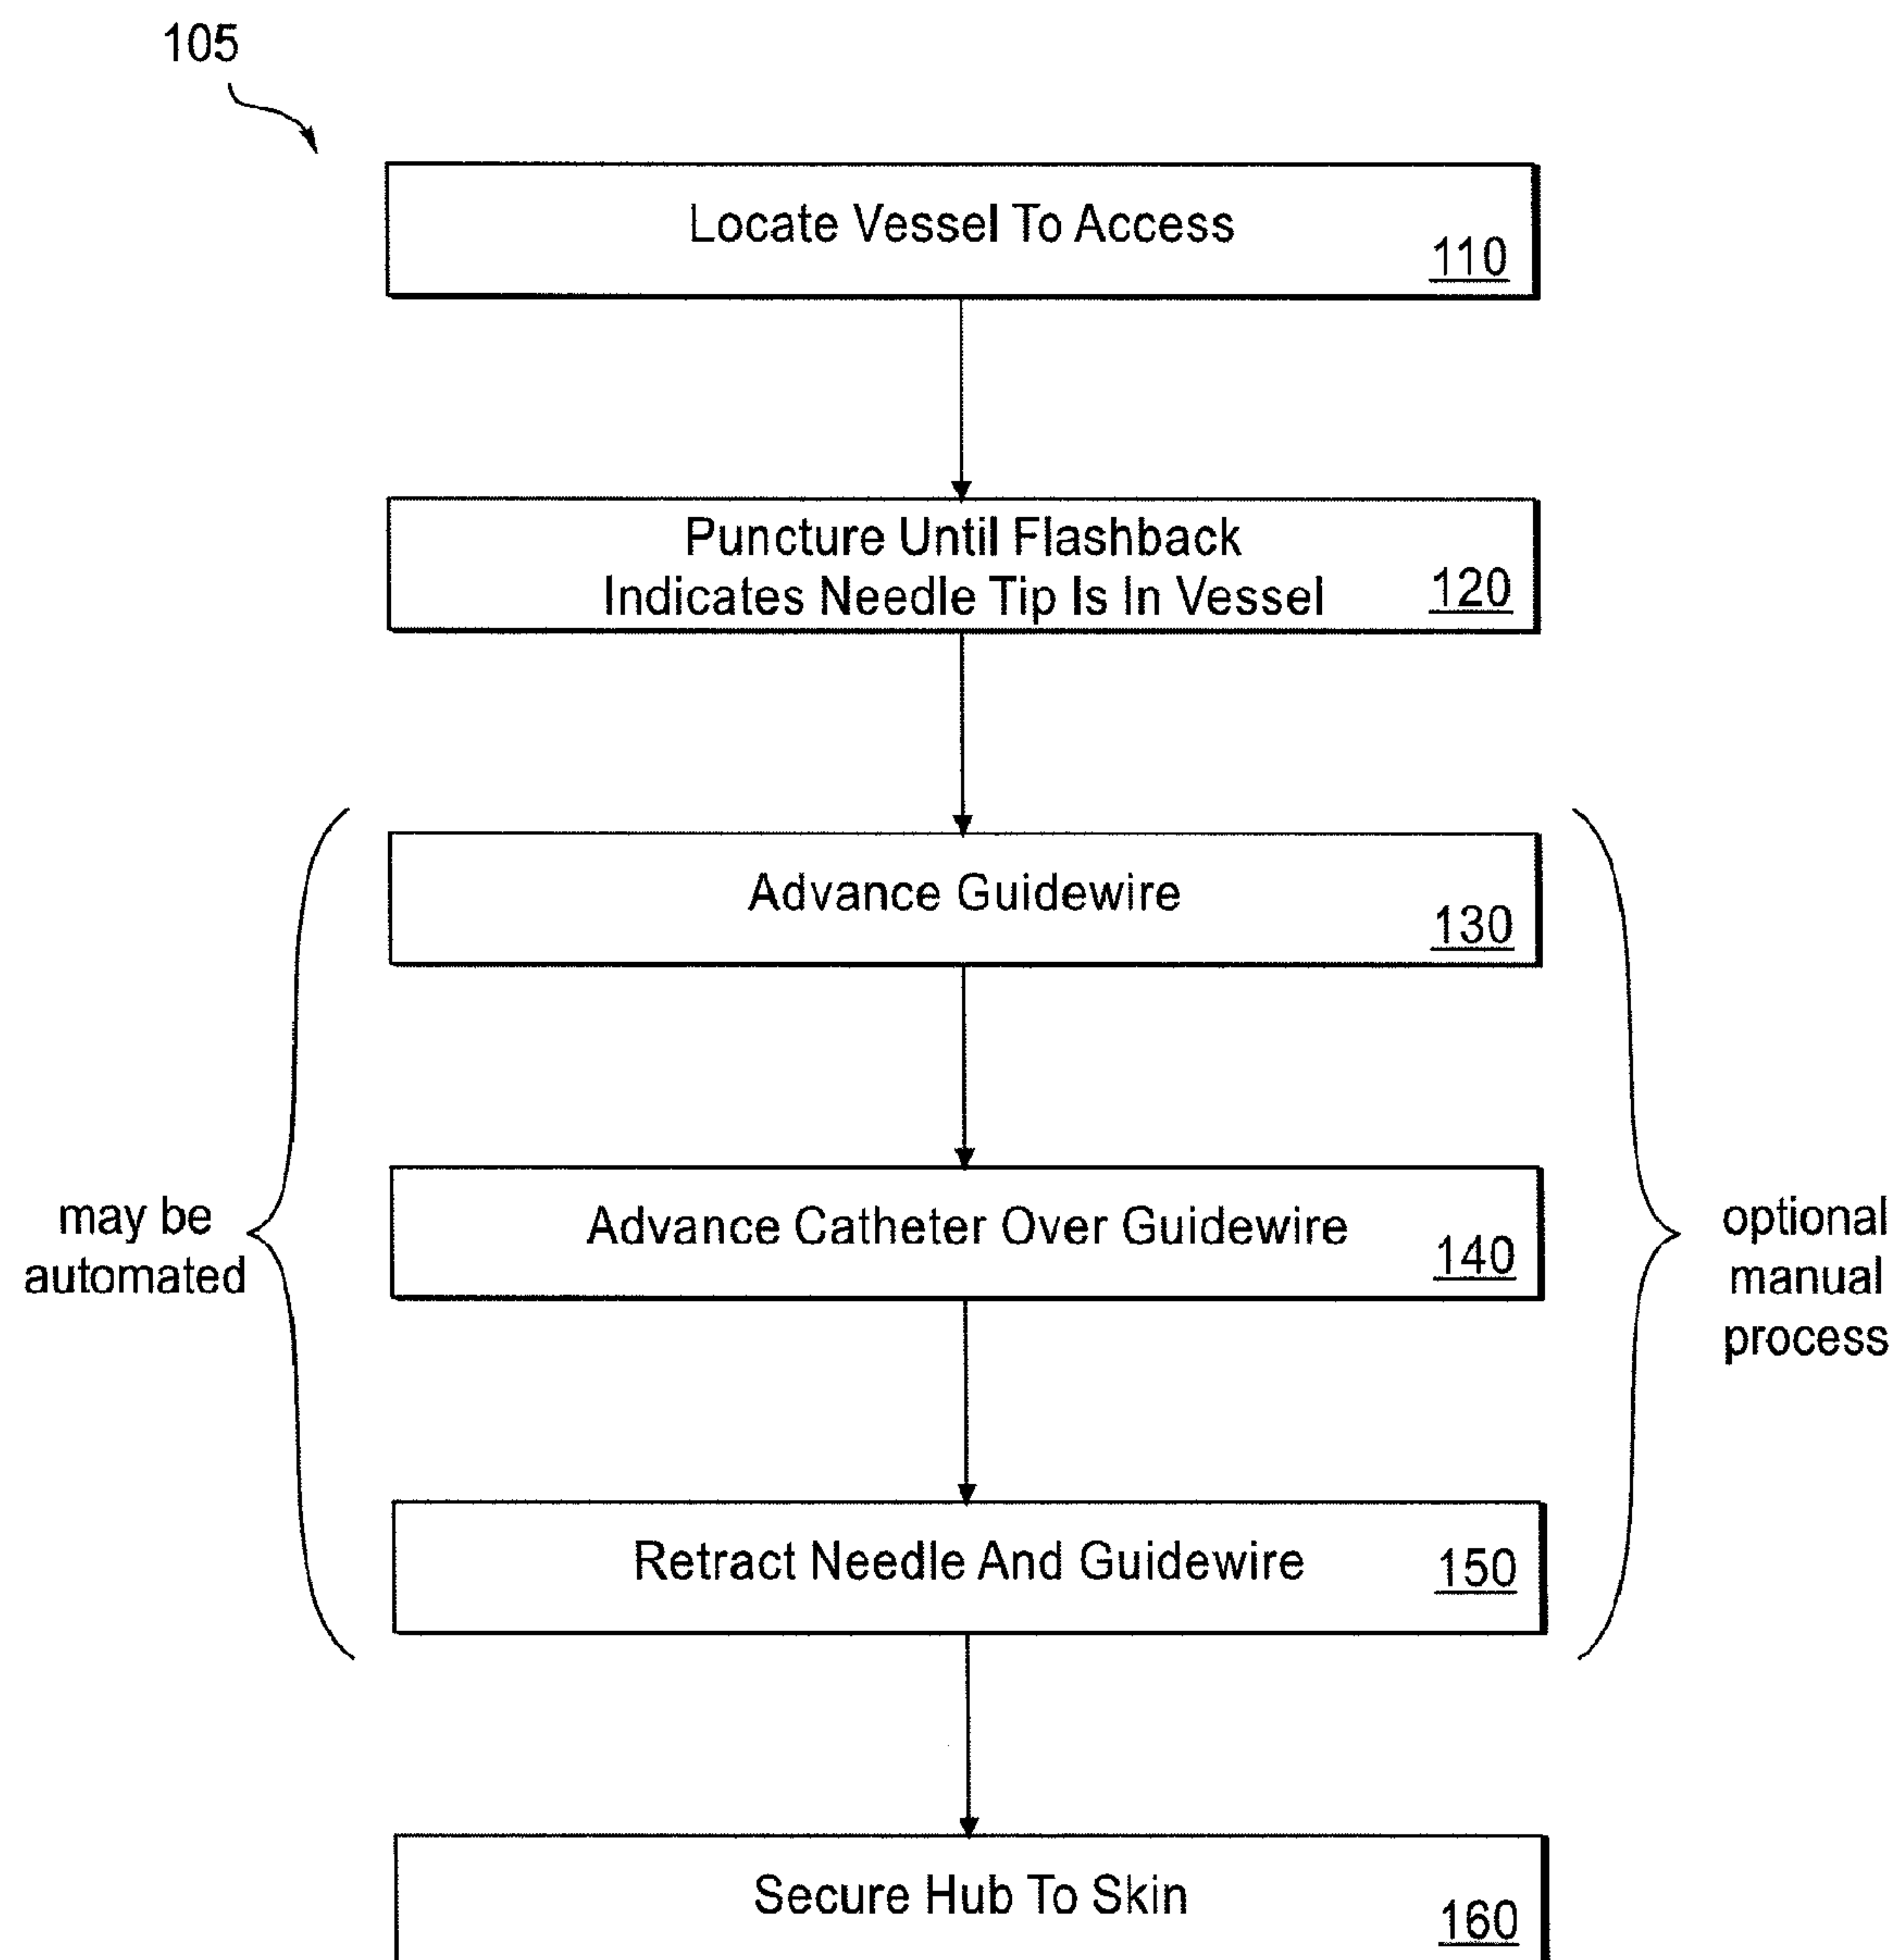 105
Locate Vessel To Access
110
Puncture Until Flashback
Indicates Needle Tip Is In Vessel
120
Advance Guidewire
130
may be
automated
Advance Catheter Over Guidewire
140
optional
manual
process
Retract Needle And Guidewire
150
Secure Hub To Skin
160